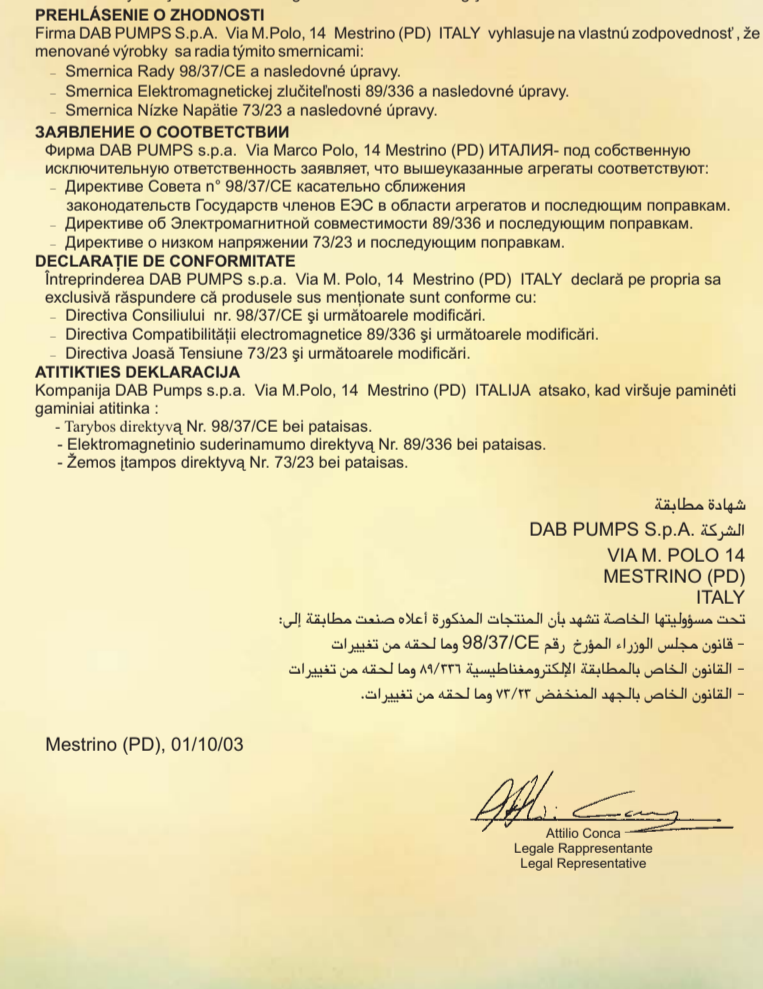 PREHLÁSENIE O ZHODNOSTI
Firma DAB PUMPS S.p.A. Via M.Polo, 14 Mestrino (PD) ITALY vyhlasuje na vlastnú zodpovednosť , že
menované výrobky sa radia týmito smernicami:
– Smernica Rady 98/37/CE a nasledovné úpravy.
– Smernica Elektromagnetickej zlučiteľnosti 89/336 a nasledovné úpravy.
– Smernica Nízke Napätie 73/23 a nasledovné úpravy.
ЗАЯВЛЕНИЕ О СООТВЕТСТВИИ
Фирма DAB PUMPS s.p.a. Via Marco Polo, 14 Mestrino (PD) ИТАЛИЯ- под собственную
исключительную ответственность заявляет, что вышеуказанные агрегаты соответствуют:
– Директиве Совета n° 98/37/CE касательно сближения
законодательств Государств членов ЕЭС в области агрегатов и последющим поправкам.
– Директиве об Электромагнитной совместимости 89/336 и последующим поправкам.
– Директиве о низком напряжении 73/23 и последующим поправкам.
DECLARAŢIE DE CONFORMITATE
Întreprinderea DAB PUMPS s.p.a. Via M. Polo, 14 Mestrino (PD) ITALY declară pe propria sa
exclusivă răspundere că produsele sus menţionate sunt conforme cu:
– Directiva Consiliului nr. 98/37/CE şi următoarele modificări.
– Directiva Compatibilităţii electromagnetice 89/336 şi următoarele modificări.
– Directiva Joasă Tensiune 73/23 şi următoarele modificări.
ATITIKTIES DEKLARACIJA
Kompanija DAB Pumps s.p.a. Via M.Polo, 14 Mestrino (PD) ITALIJA atsako, kad viršuje paminėti
gaminiai atitinka :
- Tarybos direktyvą Nr. 98/37/CE bei pataisas.
- Elektromagnetinio suderinamumo direktyvą Nr. 89/336 bei pataisas.
- Žemos įtampos direktyvą Nr. 73/23 bei pataisas.
شهادة مطابقة
الشركة DAB PUMPS S.p.A.
VIA M. POLO 14
MESTRINO (PD)
ITALY
تحت مسؤوليتها الخاصة تشهد بأن المنتجات المذكورة أعلاه صنعت مطابقة إلى:
- قانون مجلس الوزراء المؤرخ رقم 98/37/CE وما لحقه من تغييرات
- القانون الخاص بالمطابقة الإلكترومغناطيسية ٨٩/٣٣٦ وما لحقه من تغييرات
- القانون الخاص بالجهد المنخفض ٧٣/٢٣ وما لحقه من تغييرات.
Mestrino (PD), 01/10/03
Attilio Conca
Legale Rappresentante
Legal Representative